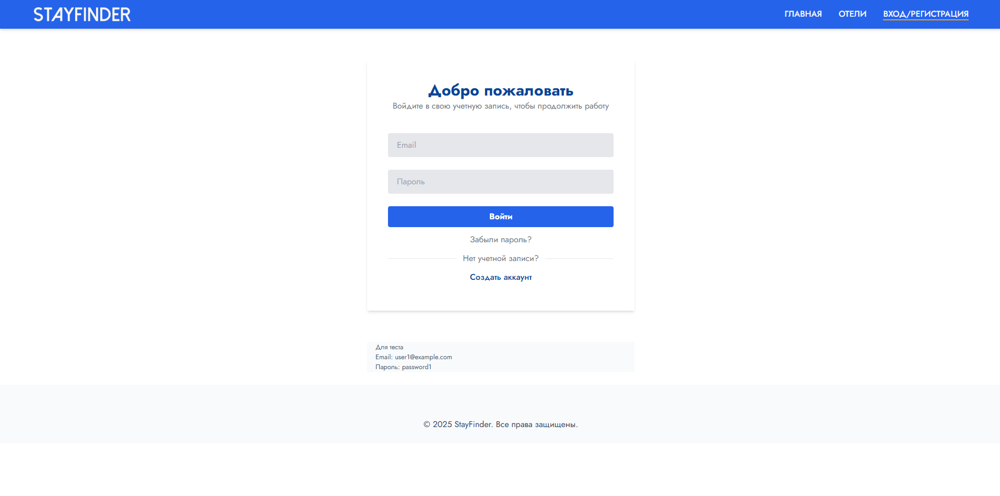 STAYFINDER
ГЛАВНАЯ ОТЕЛИ ВХОД/РЕГИСТРАЦИЯ
Добро пожаловать
Войдите в свою учетную запись, чтобы продолжить работу
Email
Пароль
Войти
Забыли пароль?
Нет учетной записи?
Создать аккаунт
Для теста
Email: user1@example.com
Пароль: password1
© 2025 StayFinder. Все права защищены.